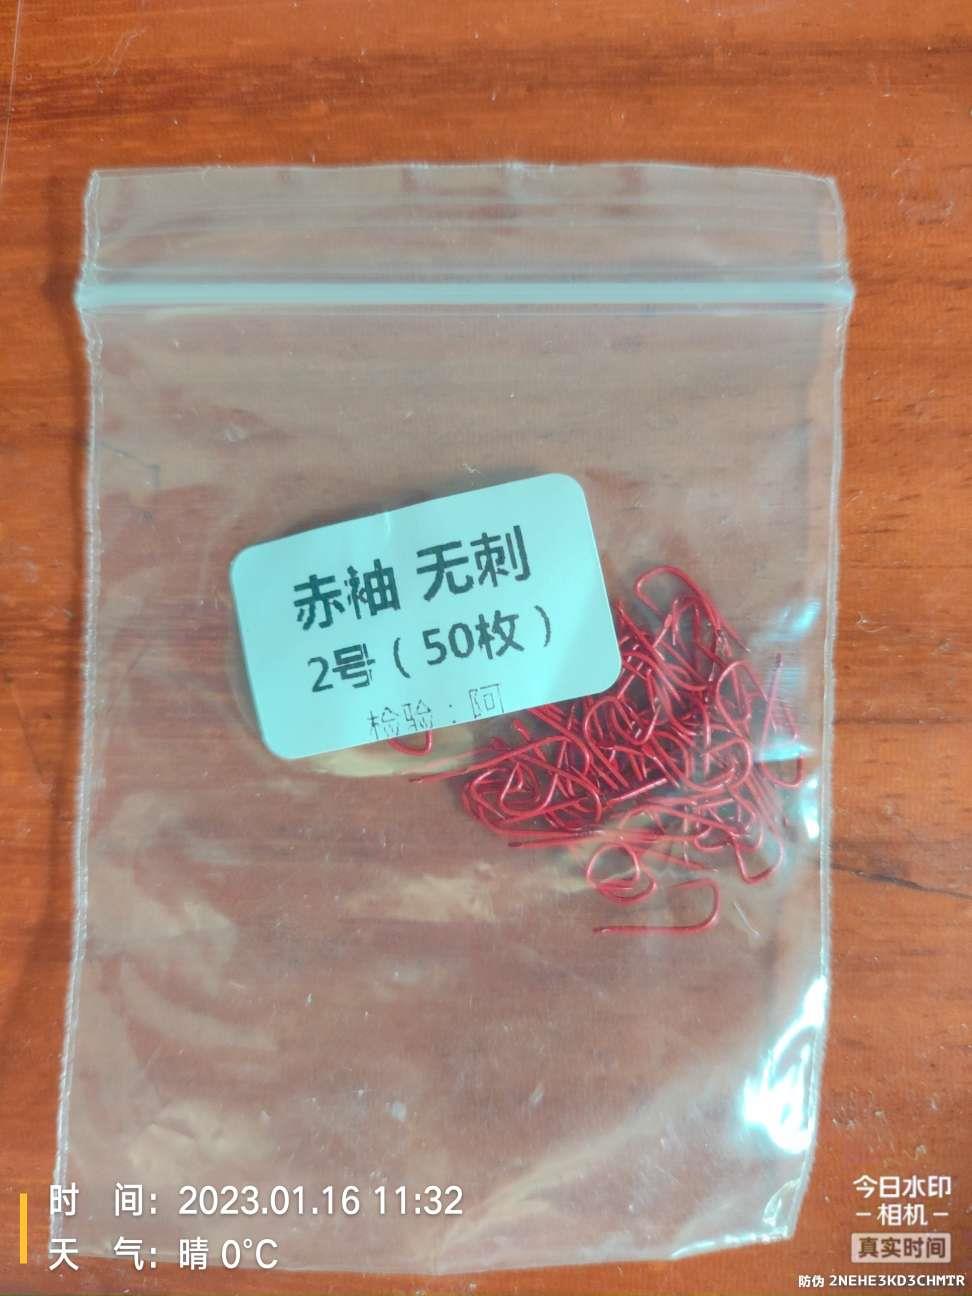 赤袖 无刺
2号（50枚）
检验：阿
时 间：2023.01.16 11:32
天 气：晴 0℃
今日水印
相机
真实时间
防伪 2NEHE3KD3CHMTR